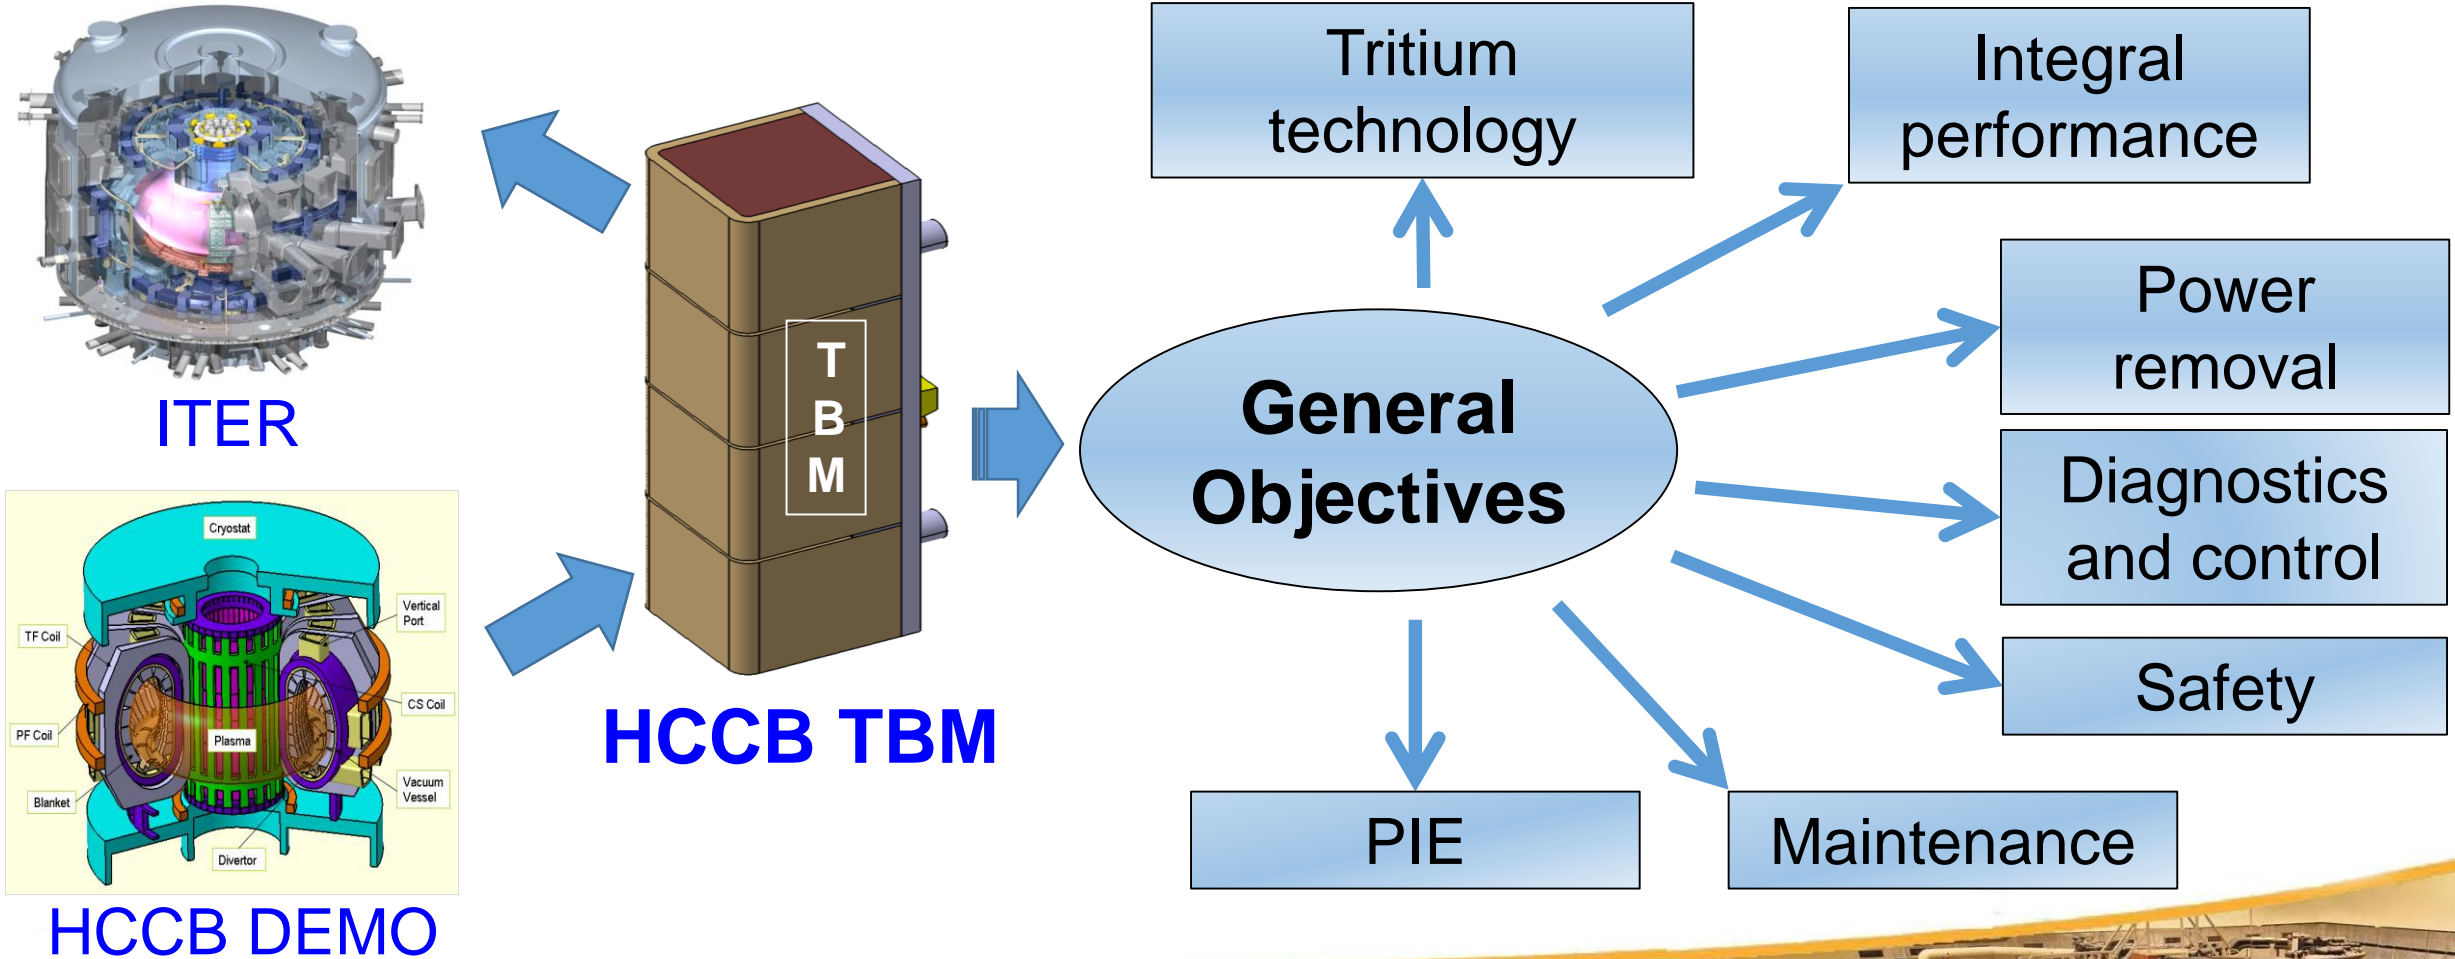 ITER
Cryostat
Vertical
Port
TF Coil
CS Coil
PF Coil
Plasma
Vacuum
Vessel
Blanket
Divertor
HCCB DEMO
T
B
M
HCCB TBM
General
Objectives
Tritium
technology
Integral
performance
Power
removal
Diagnostics
and control
Safety
Maintenance
PIE